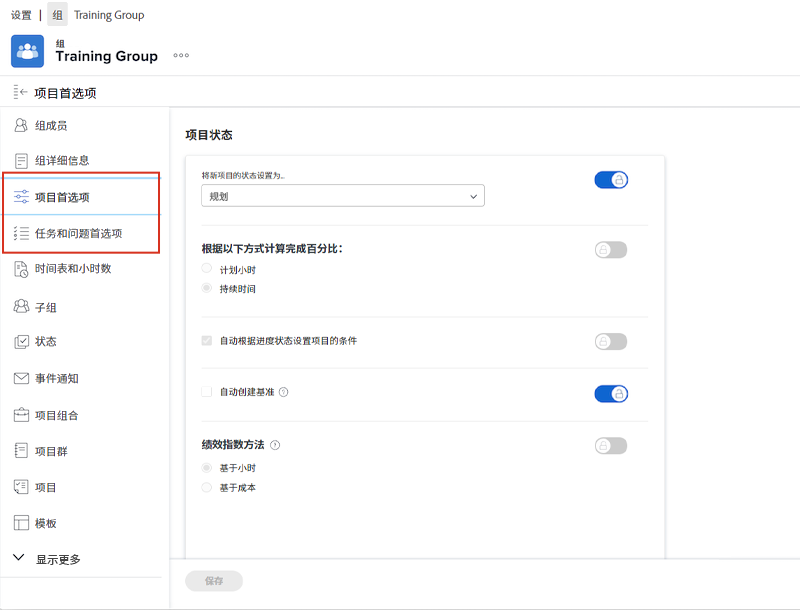 设置 | 组 Training Group
组
Training Group
项目首选项
组成员
组详细信息
项目首选项
任务和问题首选项
时间表和小时数
子组
状态
事件通知
项目组合
项目群
项目
模板
显示更多
项目状态
将新项目的状态设置为...
规划
根据以下方式计算完成百分比：
计划小时
持续时间
自动根据进度状态设置项目的条件
自动创建基准
绩效指数方法
基于小时
基于成本
保存